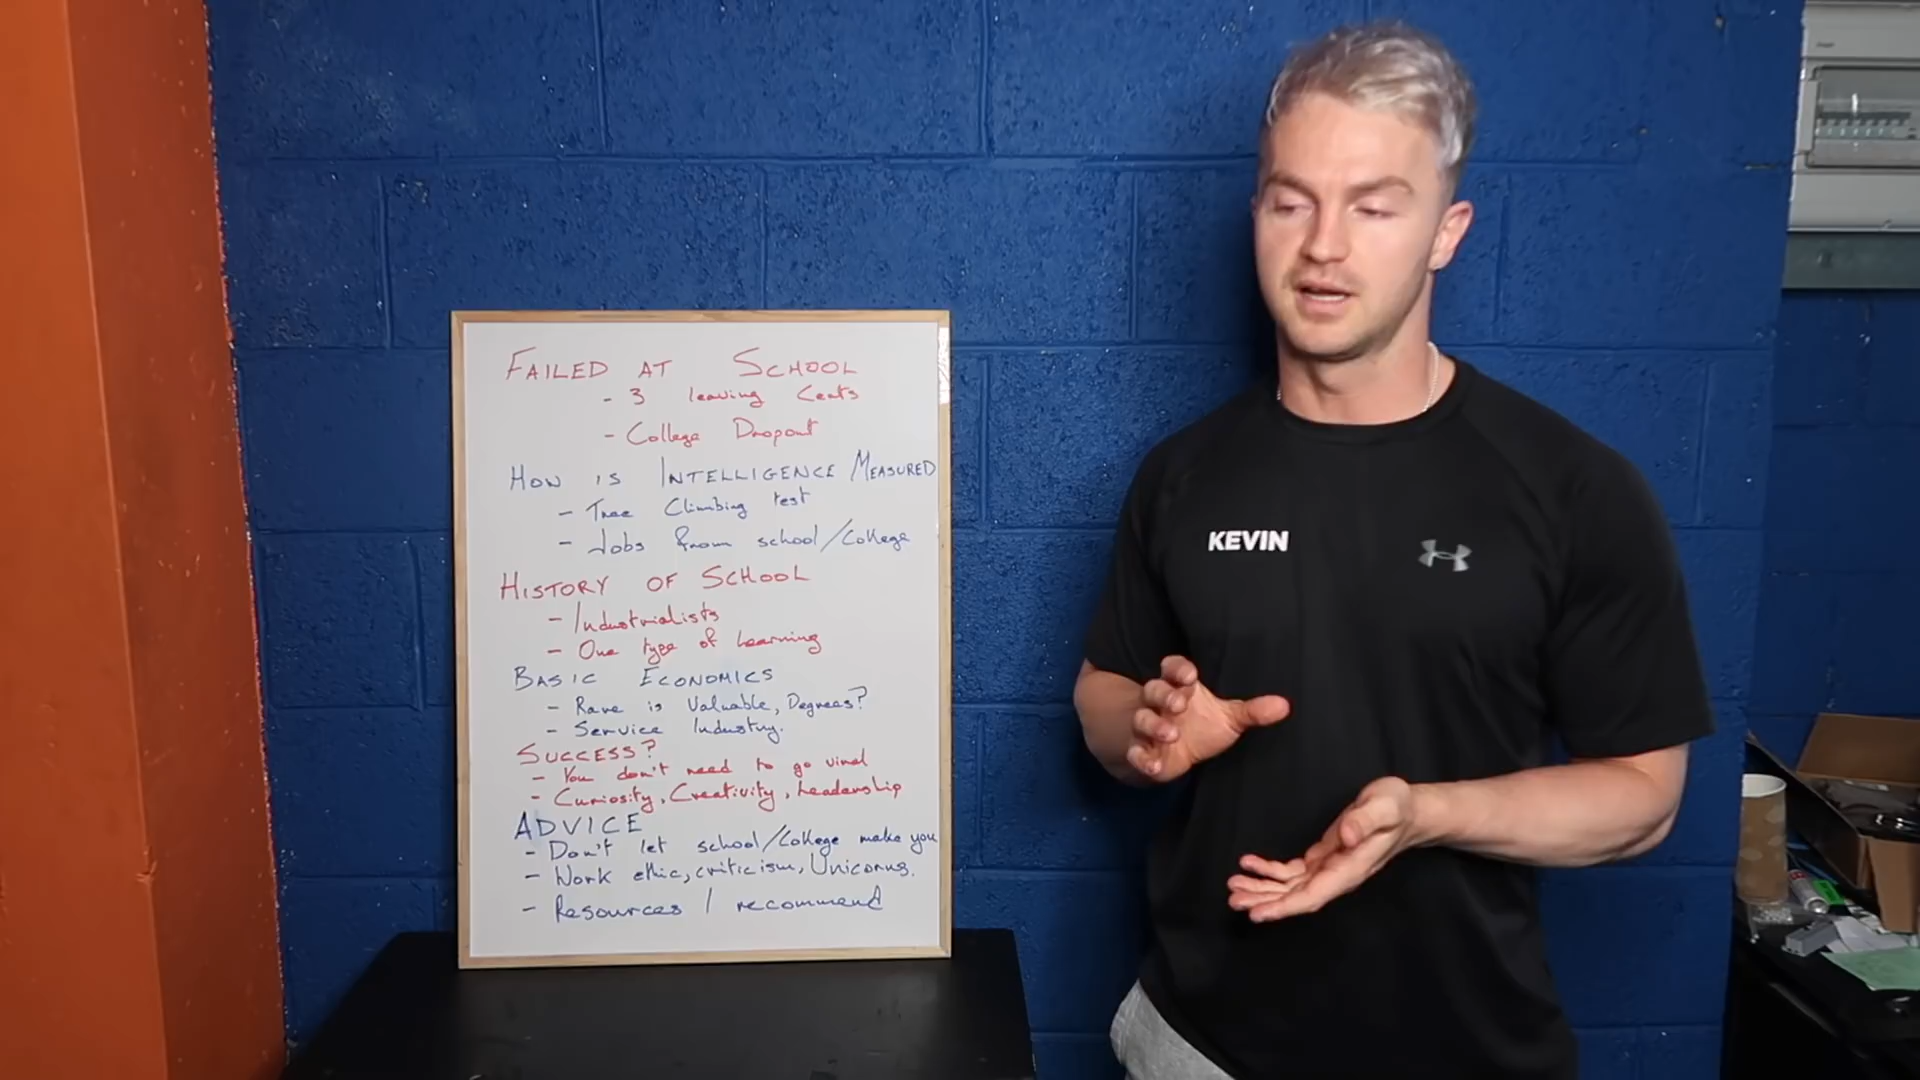 FAILED AT SCHOOL
- 3 leaving Certs
- College Dropout
HOW IS INTELLIGENCE MEASURED
- Tree Climbing test
- Jobs from school/College
HISTORY OF SCHOOL
- Industrialists
- One type of Learning
BASIC ECONOMICS
- Rare is Valuable, Degrees?
- Service Industry.
SUCCESS?
- You don't need to go viral
- Curiosity, Creativity, Leadership
ADVICE
- Don't let school/College make you
- Work ethic, criticism, Unicorns.
- Resources I recommend
KEVIN